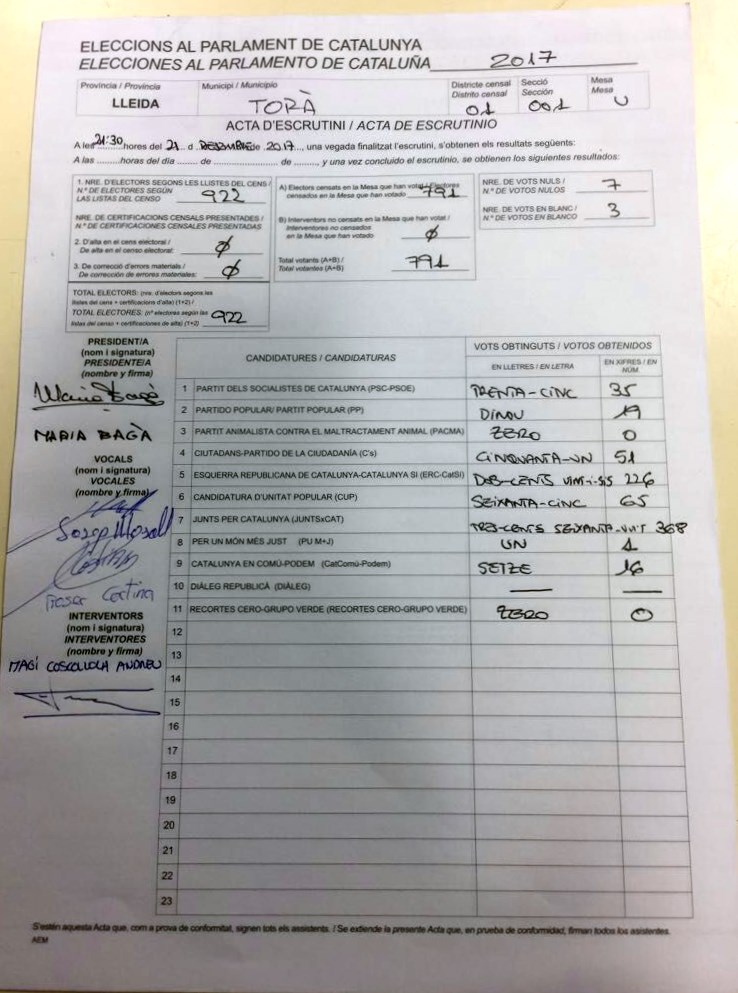 ELECCIONS AL PARLAMENT DE CATALUNYA
ELECCIONES AL PARLAMENTO DE CATALUÑA 2017
Província / Provincia
LLEIDA
Municipi / Municipio
TORÀ
Districte censal
Distrito censal
01
Secció
Sección
001
Mesa
Mesa
U
ACTA D'ESCRUTINI / ACTA DE ESCRUTINIO
A les 21:30 hores del 21 d DESEMBRE de 2017, una vegada finalitzat l'escrutini, s'obtenen els resultats següents:
A las ......... horas del día ........ de ................... de ........, y una vez concluido el escrutinio, se obtienen los siguientes resultados:
1. NRE. D'ELECTORS SEGONS LES LLISTES DEL CENS /
N.º DE ELECTORES SEGÚN
LAS LISTAS DEL CENSO 922
NRE. DE CERTIFICACIONS CENSALS PRESENTADES /
N.º DE CERTIFICACIONES CENSALES PRESENTADAS
2. D'alta en el cens electoral: /
De alta en el censo electoral: Ø
3. De correcció d'errors materials /
De corrección de errores materiales: Ø
TOTAL ELECTORS: (nre. d'electors segons les
llistes del cens + certificacions d'alta) (1+2) /
TOTAL ELECTORES: (nº electores según las
listas del censo + certificaciones de alta) (1+2) 922
A) Electors censats en la Mesa que han votat / Electores
censados en la Mesa que han votado 791
B) Interventors no censats en la Mesa que han votat /
Interventores no censados
en la Mesa que han votado Ø
Total votants (A+B) /
Total votantes (A+B) 791
NRE. DE VOTS NULS /
N.º DE VOTOS NULOS 7
NRE. DE VOTS EN BLANC /
N.º DE VOTOS EN BLANCO 3
PRESIDENT/A
(nom i signatura)
PRESIDENTE/A
(nombre y firma)
MARIA BAGÀ
VOCALS
(nom i signatura)
VOCALES
(nombre y firma)
Josep
Roser Cortina
INTERVENTORS
(nom i signatura)
INTERVENTORES
(nombre y firma)
MAGÍ COSCOLLOLA ANDREU
CANDIDATURES / CANDIDATURAS
VOTS OBTINGUTS / VOTOS OBTENIDOS
EN LLETRES / EN LETRA
EN XIFRES / EN NÚM.
1 PARTIT DELS SOCIALISTES DE CATALUNYA (PSC-PSOE) TRENTA-CINC 35
2 PARTIDO POPULAR/ PARTIT POPULAR (PP) DINOU 19
3 PARTIT ANIMALISTA CONTRA EL MALTRACTAMENT ANIMAL (PACMA) ZERO 0
4 CIUTADANS-PARTIDO DE LA CIUDADANÍA (C's) CINQUANTA-UN 51
5 ESQUERRA REPUBLICANA DE CATALUNYA-CATALUNYA SÍ (ERC-CatSí) DOS-CENTS VINT-I-SIS 226
6 CANDIDATURA D'UNITAT POPULAR (CUP) SEIXANTA-CINC 65
7 JUNTS PER CATALUNYA (JUNTSxCAT) TRES-CENTS SEIXANTA-VUIT 368
8 PER UN MÓN MÉS JUST (PU M+J) UN 1
9 CATALUNYA EN COMÚ-PODEM (CatComú-Podem) SETZE 16
10 DIÀLEG REPUBLICÀ (DIÀLEG) — —
11 RECORTES CERO-GRUPO VERDE (RECORTES CERO-GRUPO VERDE) ZERO 0
12
13
14
15
16
17
18
19
20
21
22
23
S'estén aquesta Acta que, com a prova de conformitat, signen tots els assistents. / Se extiende la presente Acta que, en prueba de conformidad, firman todos los asistentes.
AEM